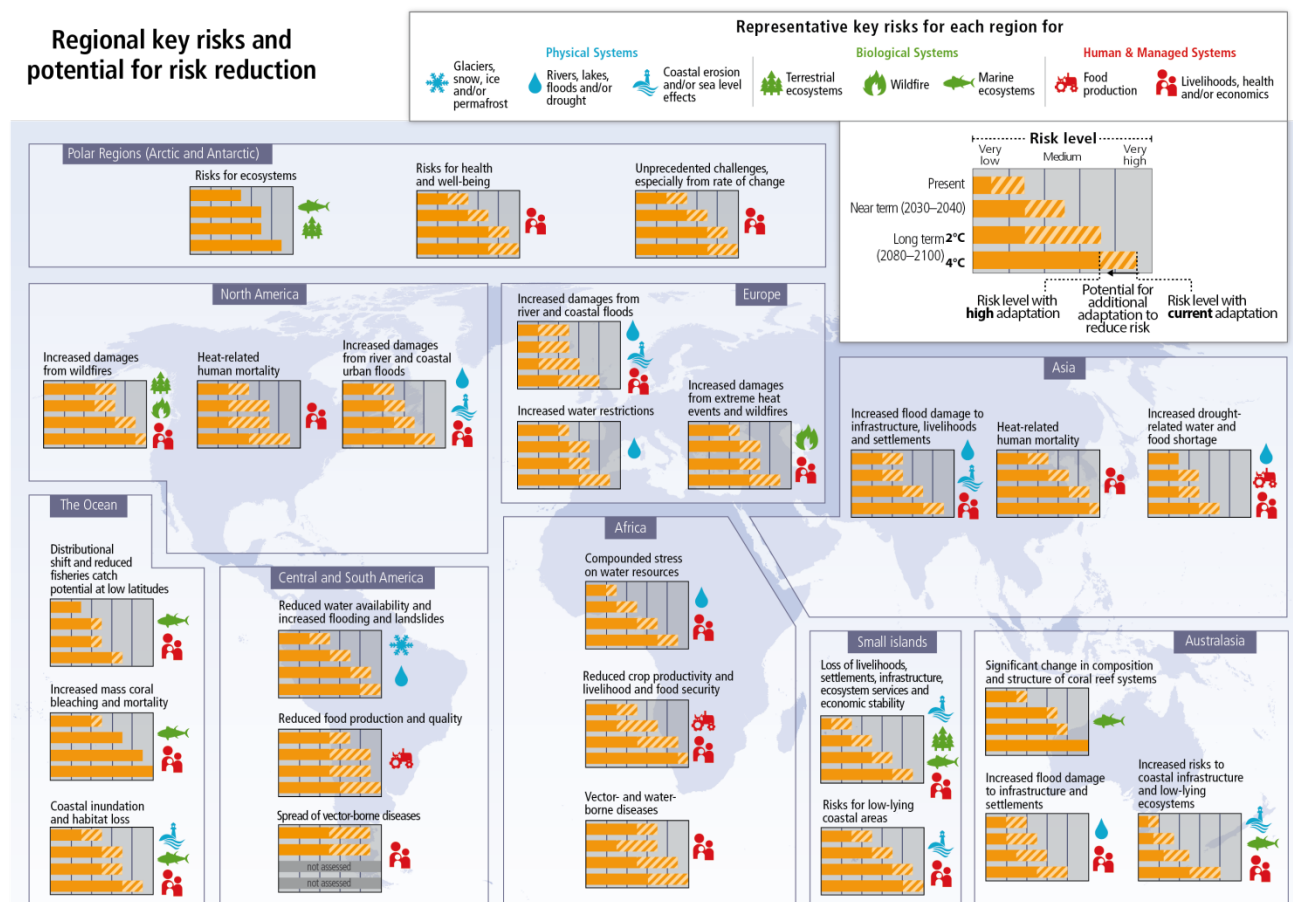 Regional key risks and
potential for risk reduction
Representative key risks for each region for
Physical Systems
Glaciers,
snow, ice
and/or
permafrost
Rivers, lakes,
floods and/or
drought
Coastal erosion
and/or sea level
effects
Biological Systems
Terrestrial
ecosystems
Wildfire
Marine
ecosystems
Human & Managed Systems
Food
production
Livelihoods, health
and/or economics
Risk level
Very
low
Medium
Very
high
Present
Near term (2030–2040)
Long term 2°C
(2080–2100)
4°C
Risk level with
high adaptation
Potential for
additional
adaptation to
reduce risk
Risk level with
current adaptation
Polar Regions (Arctic and Antarctic)
Risks for ecosystems
Risks for health
and well-being
Unprecedented challenges,
especially from rate of change
North America
Increased damages
from wildfires
Heat-related
human mortality
Increased damages
from river and coastal
urban floods
Europe
Increased damages from
river and coastal floods
Increased water restrictions
Increased damages
from extreme heat
events and wildfires
Asia
Increased flood damage to
infrastructure, livelihoods
and settlements
Heat-related
human mortality
Increased drought-
related water and
food shortage
The Ocean
Distributional
shift and reduced
fisheries catch
potential at low latitudes
Increased mass coral
bleaching and mortality
Coastal inundation
and habitat loss
Central and South America
Reduced water availability and
increased flooding and landslides
Reduced food production and quality
Spread of vector-borne diseases
not assessed
not assessed
Africa
Compounded stress
on water resources
Reduced crop productivity and
livelihood and food security
Vector- and water-
borne diseases
Small islands
Loss of livelihoods,
settlements, infrastructure,
ecosystem services and
economic stability
Risks for low-lying
coastal areas
Australasia
Significant change in composition
and structure of coral reef systems
Increased flood damage
to infrastructure and
settlements
Increased risks to
coastal infrastructure
and low-lying
ecosystems